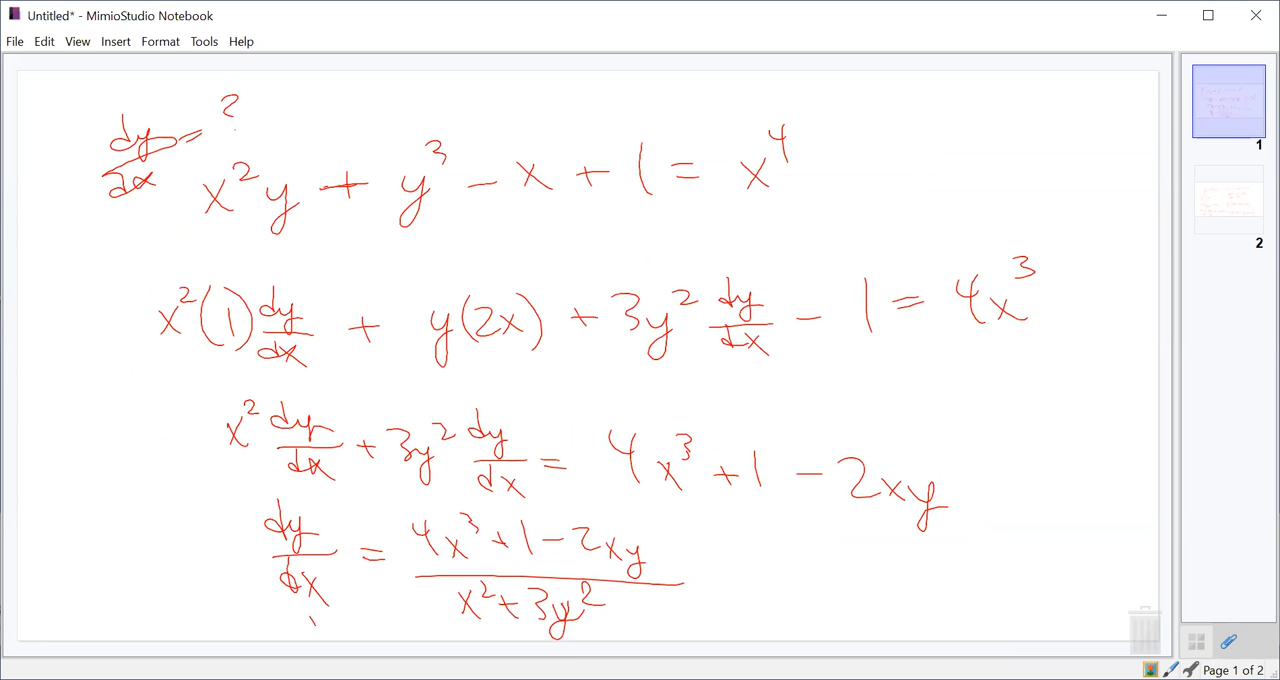 Untitled* - MimioStudio Notebook
File Edit View Insert Format Tools Help
dy/dx = ?
x²y + y³ - x + 1 = x⁴
x²(1) dy/dx + y(2x) + 3y² dy/dx - 1 = 4x³
x² dy/dx + 3y² dy/dx = 4x³ + 1 - 2xy
dy/dx = (4x³ + 1 - 2xy)/(x² + 3y²)
1
2
Page 1 of 2